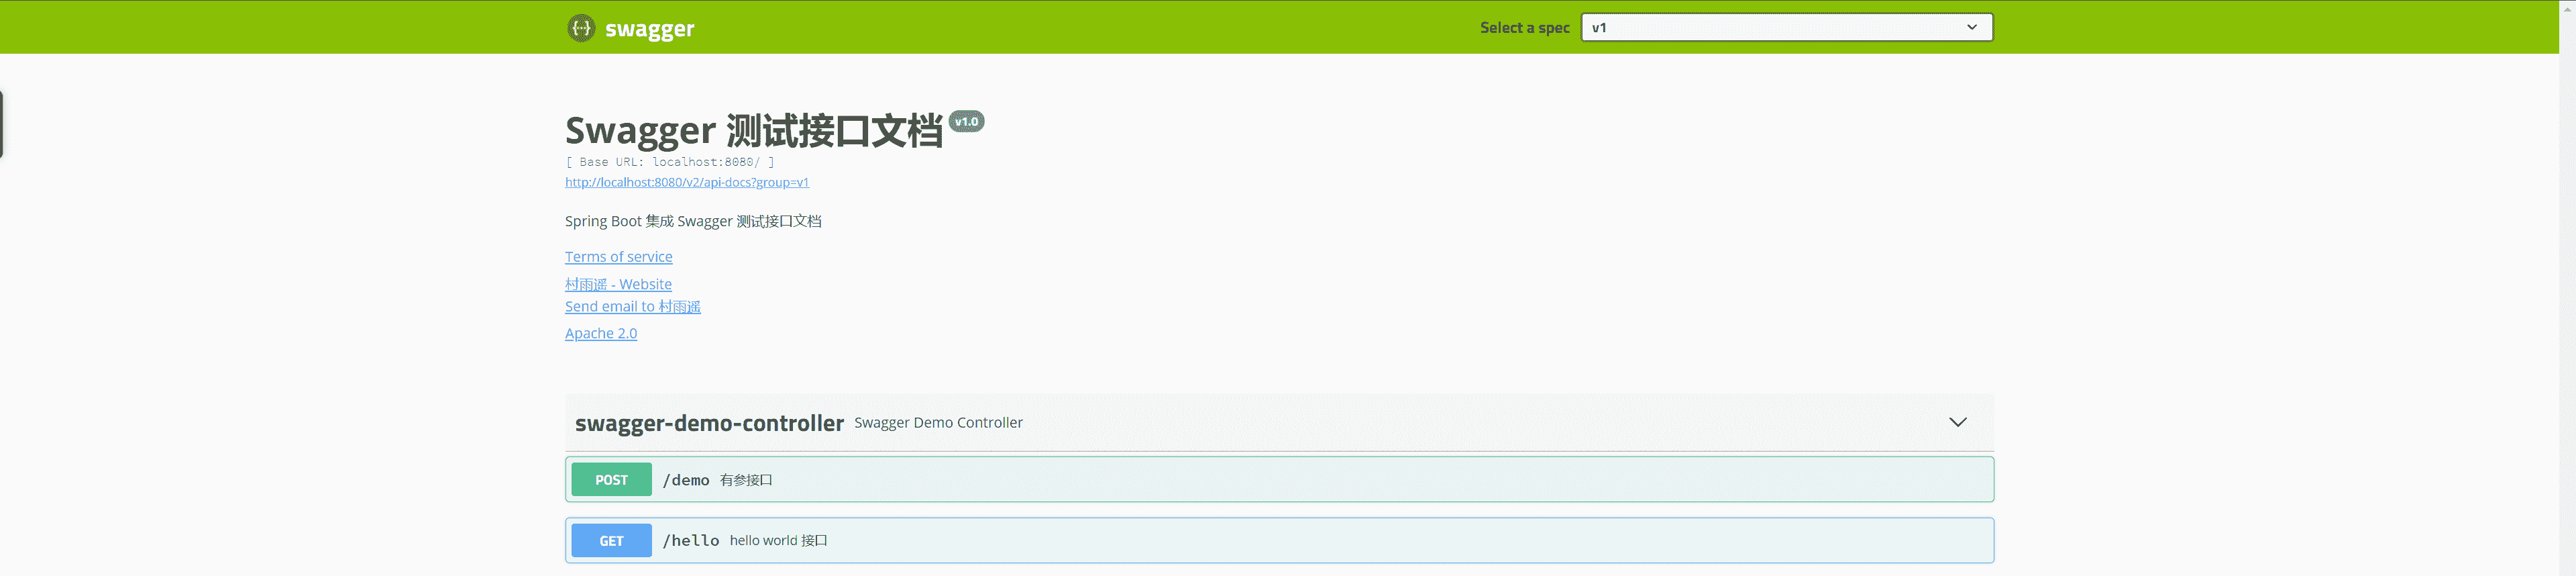 {···} swagger Select a spec v1
Swagger 测试接口文档 v1.0
[ Base URL: localhost:8080/ ]
http://localhost:8080/v2/api-docs?group=v1
Spring Boot 集成 Swagger 测试接口文档
Terms of service
村雨遥 - Website
Send email to 村雨遥
Apache 2.0
swagger-demo-controller Swagger Demo Controller
POST /demo 有参接口
GET /hello hello world 接口